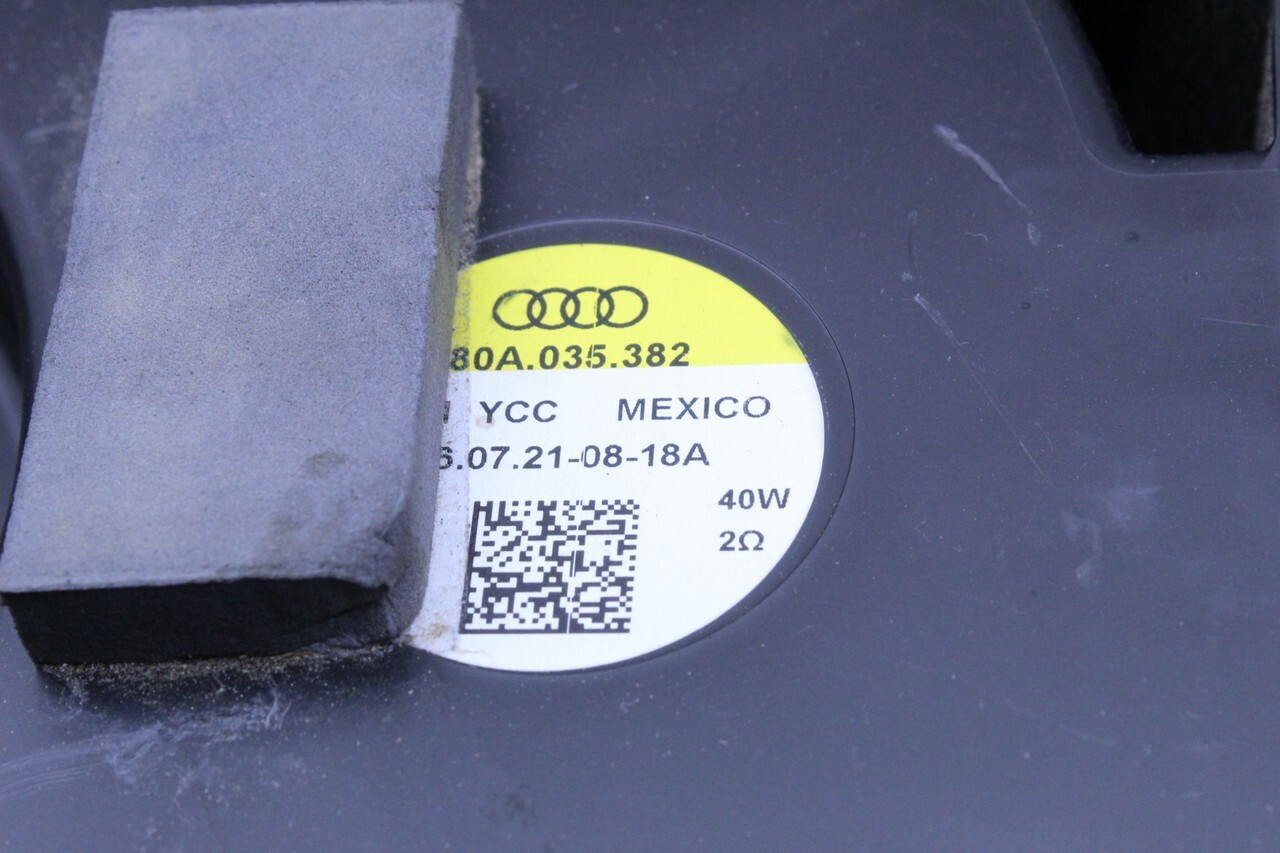 80A.035.382
YCC MEXICO
6.07.21-08-18A
40W
2Ω